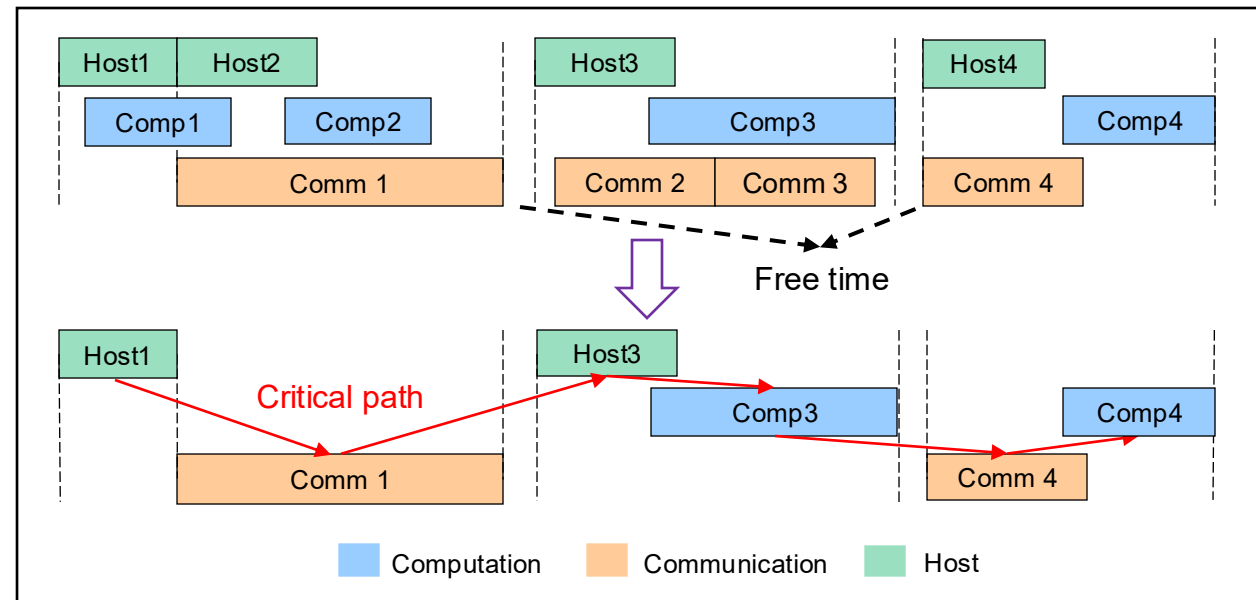 Host1 Host2 Host3 Host4
Comp1 Comp2 Comp3 Comp4
Comm 1 Comm 2 Comm 3 Comm 4
Free time
Host1 Host3
Critical path Comp3 Comp4
Comm 1 Comm 4
Computation Communication Host